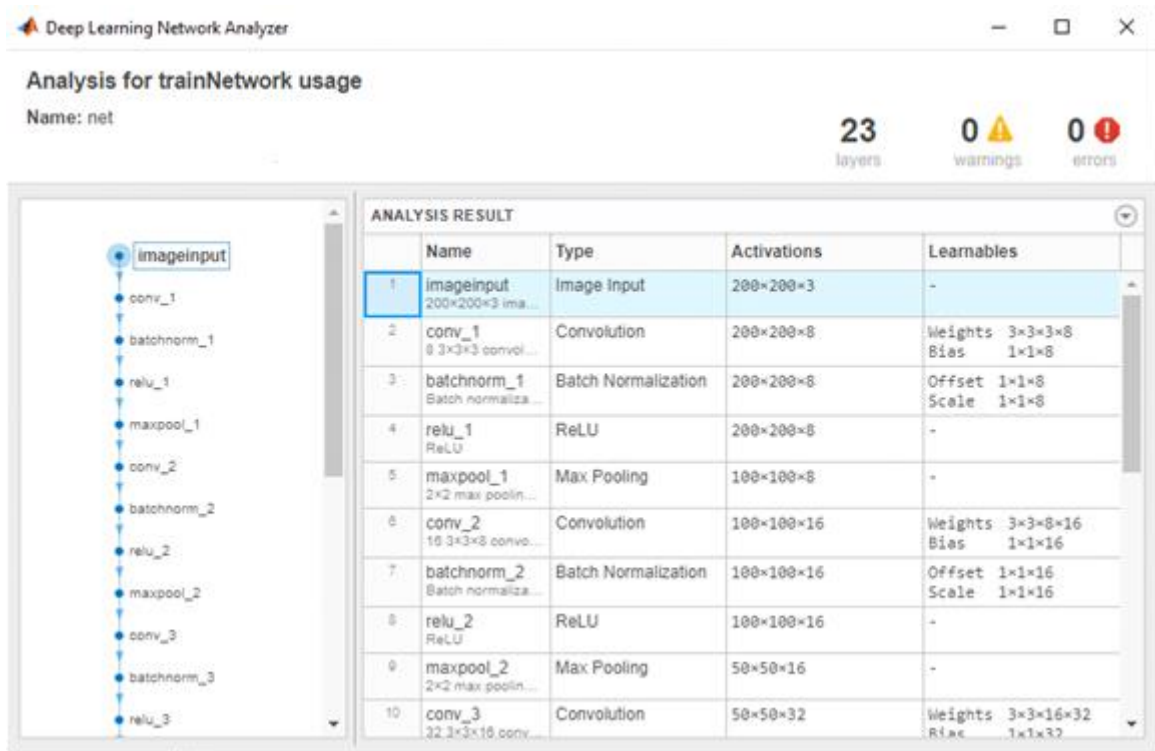 Deep Learning Network Analyzer
Analysis for trainNetwork usage
Name: net
23 0 0
layers warnings errors
imageinput
conv_1
batchnorm_1
relu_1
maxpool_1
conv_2
batchnorm_2
relu_2
maxpool_2
conv_3
batchnorm_3
relu_3
ANALYSIS RESULT
Name Type Activations Learnables
1 imageinput Image Input 200×200×3 -
200×200×3 ima...
2 conv_1 Convolution 200×200×8 Weights 3×3×3×8
8 3×3×3 convol... Bias 1×1×8
3 batchnorm_1 Batch Normalization 200×200×8 Offset 1×1×8
Batch normaliza... Scale 1×1×8
4 relu_1 ReLU 200×200×8 -
ReLU
5 maxpool_1 Max Pooling 100×100×8 -
2×2 max poolin...
6 conv_2 Convolution 100×100×16 Weights 3×3×8×16
16 3×3×8 convo... Bias 1×1×16
7 batchnorm_2 Batch Normalization 100×100×16 Offset 1×1×16
Batch normaliza... Scale 1×1×16
8 relu_2 ReLU 100×100×16 -
ReLU
9 maxpool_2 Max Pooling 50×50×16 -
2×2 max poolin...
10 conv_3 Convolution 50×50×32 Weights 3×3×16×32
32 3×3×16 conv... Bias 1×1×32